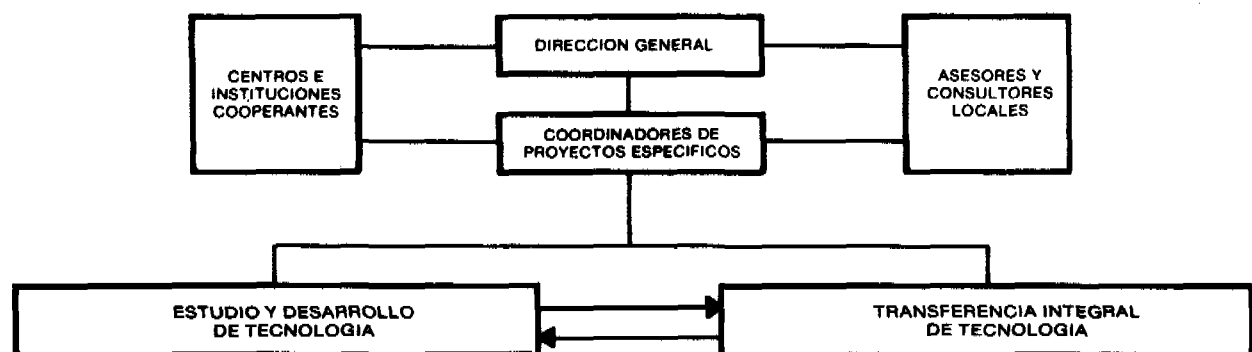 DIRECCION GENERAL
CENTROS E
INSTITUCIONES
COOPERANTES
ASESORES Y
CONSULTORES
LOCALES
COORDINADORES DE
PROYECTOS ESPECIFICOS
ESTUDIO Y DESARROLLO
DE TECNOLOGIA
TRANSFERENCIA INTEGRAL
DE TECNOLOGIA